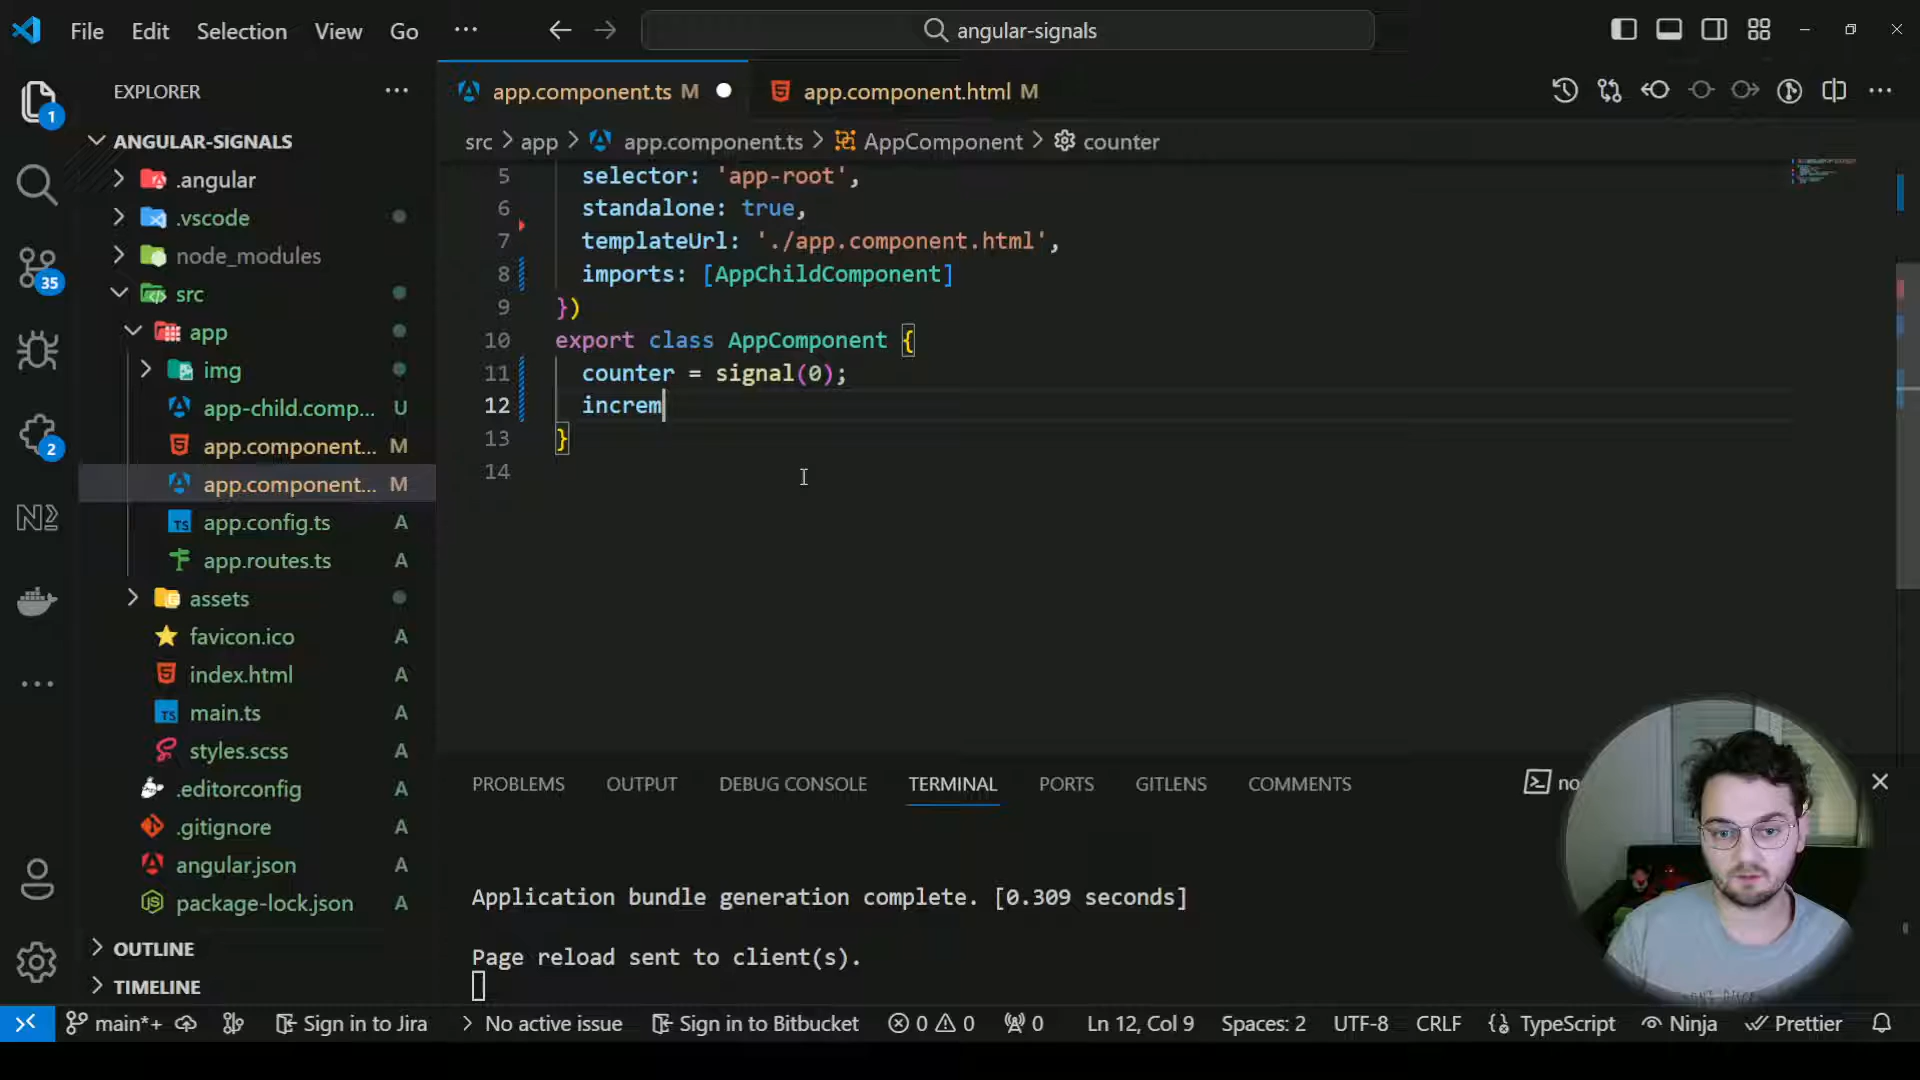 File Edit Selection View Go ··· angular-signals
EXPLORER ···
ANGULAR-SIGNALS
.angular
.vscode
node_modules
src
app
img
app-child.comp... U
app.component... M
app.component... M
app.config.ts A
app.routes.ts A
assets
favicon.ico A
index.html A
main.ts A
styles.scss A
.editorconfig A
.gitignore A
angular.json A
package-lock.json A
OUTLINE
TIMELINE
1
35
2
app.component.ts M
app.component.html M
src > app > app.component.ts > AppComponent > counter
5 selector: 'app-root',
6 standalone: true,
7 templateUrl: './app.component.html',
8 imports: [AppChildComponent]
9 })
10 export class AppComponent {
11 counter = signal(0);
12 increm
13 }
14
PROBLEMS OUTPUT DEBUG CONSOLE TERMINAL PORTS GITLENS COMMENTS
Application bundle generation complete. [0.309 seconds]
Page reload sent to client(s).
main*+ Sign in to Jira No active issue Sign in to Bitbucket 0 0 0 Ln 12, Col 9 Spaces: 2 UTF-8 CRLF {} TypeScript Ninja Prettier